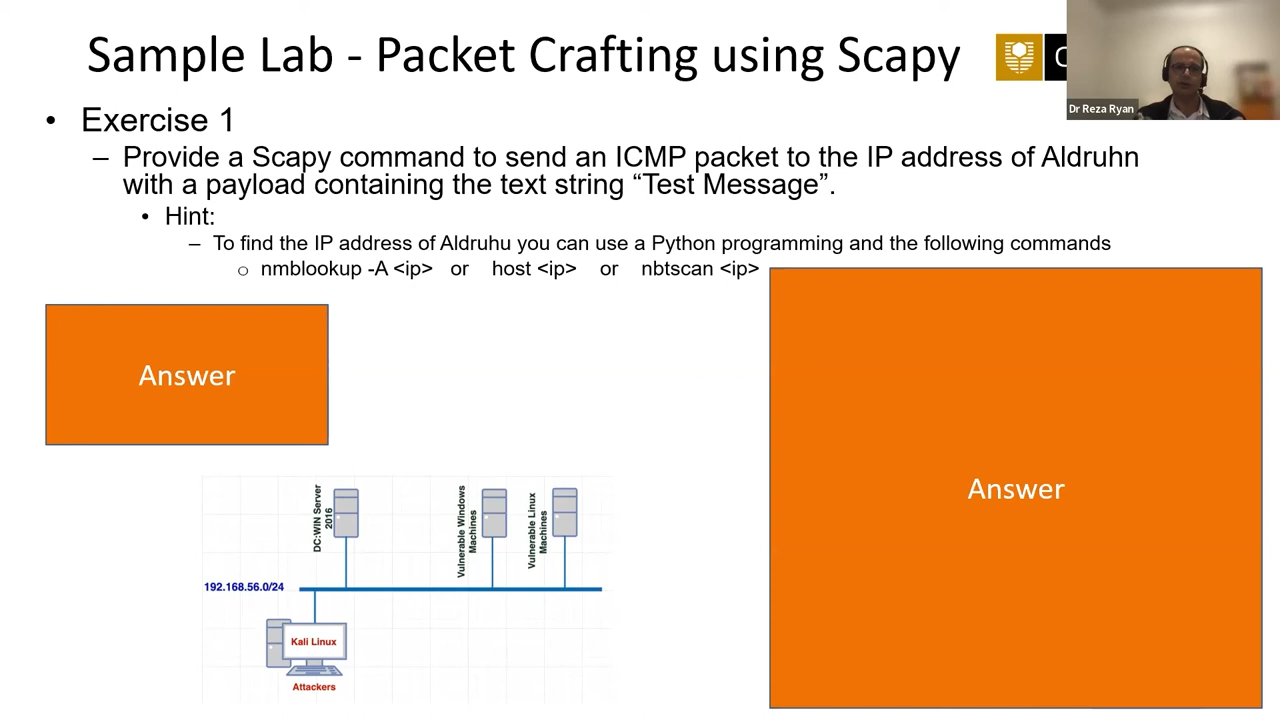 Sample Lab - Packet Crafting using Scapy
C
Dr Reza Ryan
• Exercise 1
– Provide a Scapy command to send an ICMP packet to the IP address of Aldruhn
with a payload containing the text string “Test Message”.
• Hint:
– To find the IP address of Aldruhu you can use a Python programming and the following commands
o nmblookup -A <ip> or host <ip> or nbtscan <ip>
Answer
Answer
DC:WIN Server
2016
Vulnerable Windows
Machines
Vulnerable Linux
Machines
192.168.56.0/24
Kali Linux
Attackers